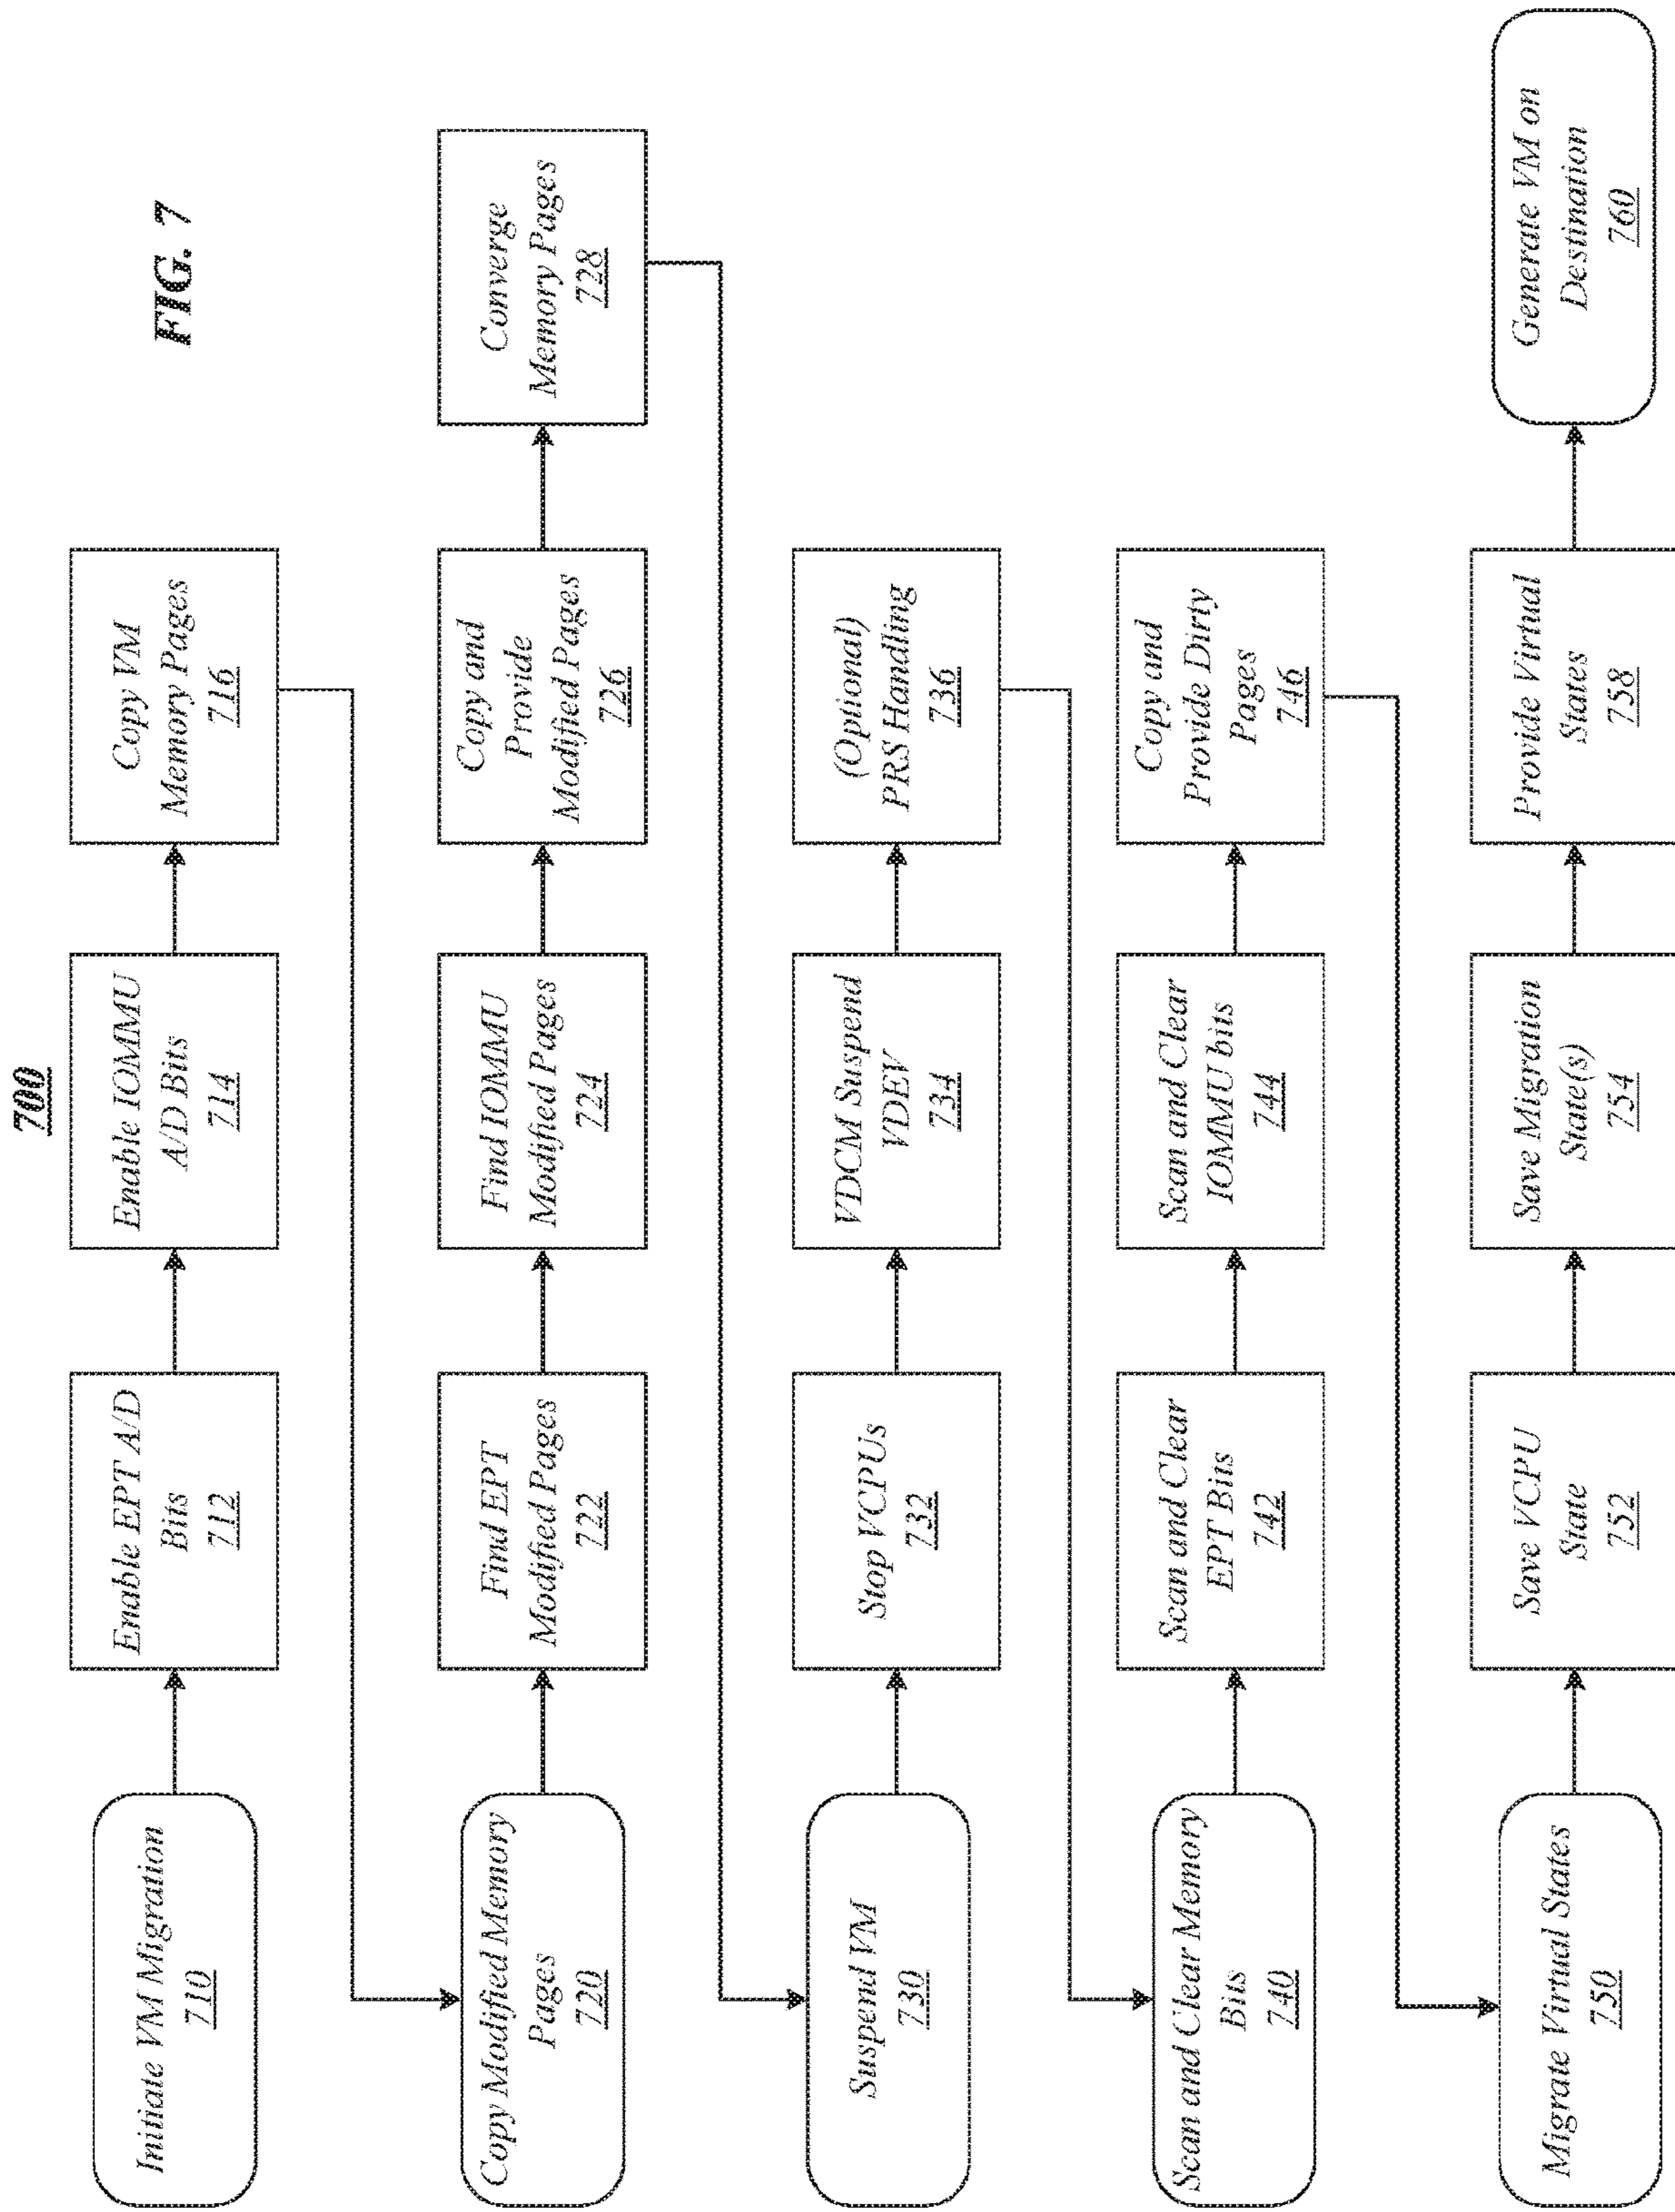 700
FIG. 7
Initiate VM Migration
710
Enable EPT A/D
Bits
712
Enable IOMMU
A/D Bits
714
Copy VM
Memory Pages
716
Copy Modified Memory
Pages
720
Find EPT
Modified Pages
722
Find IOMMU
Modified Pages
724
Copy and
Provide
Modified Pages
726
Converge
Memory Pages
728
Suspend VM
730
Stop VCPUs
732
VDCM Suspend
VDEV
734
(Optional)
PRS Handling
736
Scan and Clear Memory
Bits
740
Scan and Clear
EPT Bits
742
Scan and Clear
IOMMU bits
744
Copy and
Provide Dirty
Pages
746
Migrate Virtual States
750
Save VCPU
State
752
Save Migration
State(s)
754
Provide Virtual
States
758
Generate VM on
Destination
760